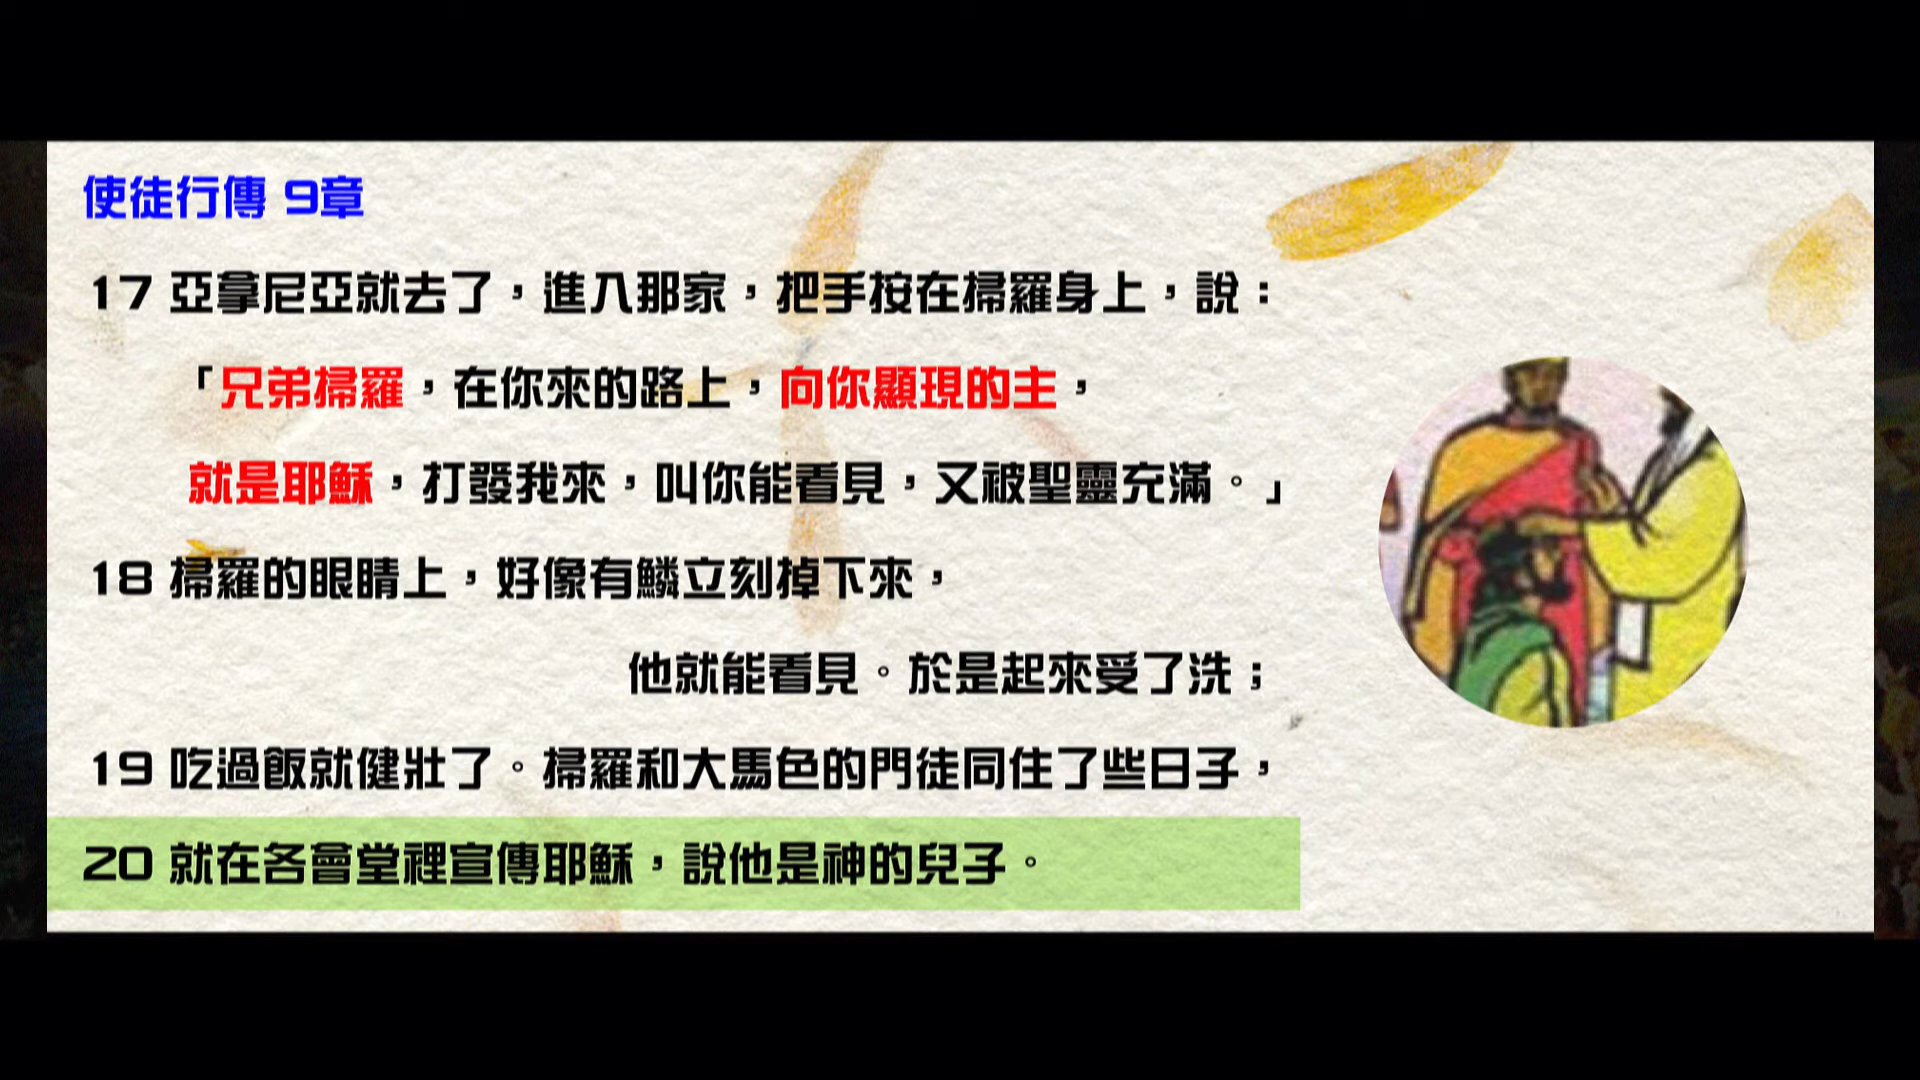 使徒行傳 9章
17 亞拿尼亞就去了，進入那家，把手按在掃羅身上，說：
「兄弟掃羅，在你來的路上，向你顯現的主，
就是耶穌，打發我來，叫你能看見，又被聖靈充滿。」
18 掃羅的眼睛上，好像有鱗立刻掉下來，
他就能看見。於是起來受了洗；
19 吃過飯就健壯了。掃羅和大馬色的門徒同住了些日子，
20 就在各會堂裡宣傳耶穌，說他是神的兒子。